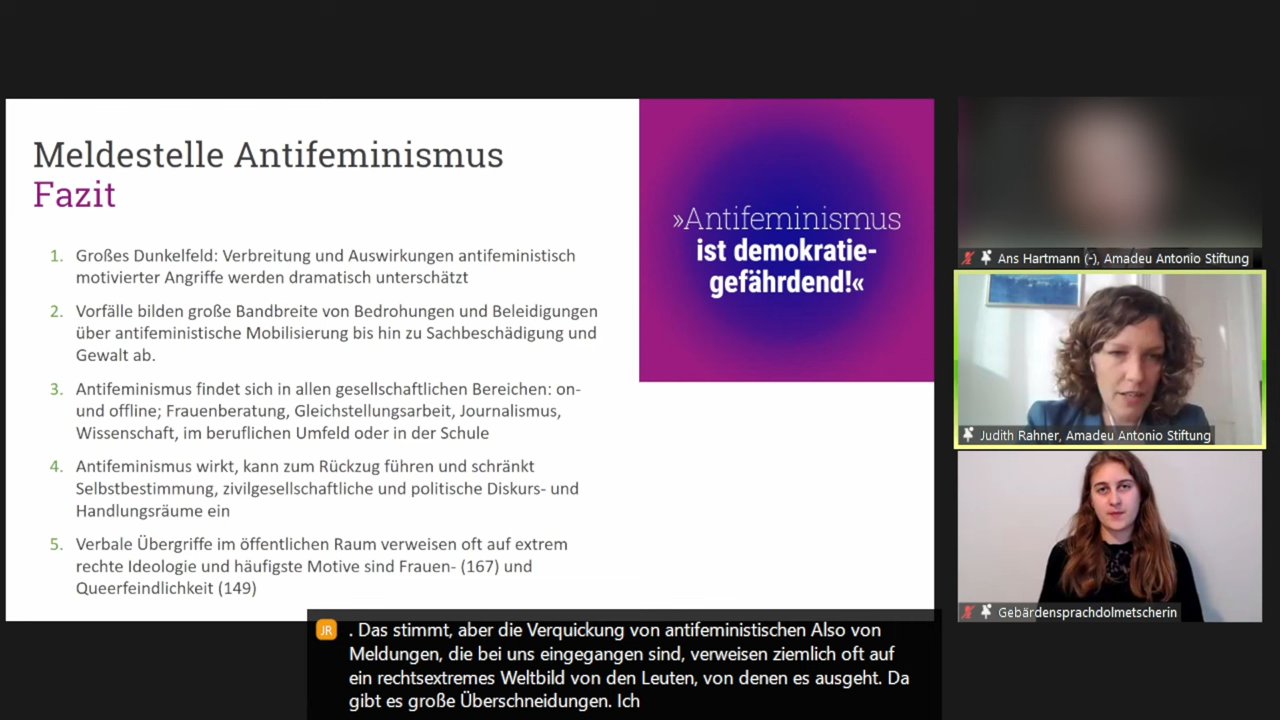 Meldestelle Antifeminismus
Fazit
1. Großes Dunkelfeld: Verbreitung und Auswirkungen antifeministisch
motivierter Angriffe werden dramatisch unterschätzt
2. Vorfälle bilden große Bandbreite von Bedrohungen und Beleidigungen
über antifeministische Mobilisierung bis hin zu Sachbeschädigung und
Gewalt ab.
3. Antifeminismus findet sich in allen gesellschaftlichen Bereichen: on-
und offline; Frauenberatung, Gleichstellungsarbeit, Journalismus,
Wissenschaft, im beruflichen Umfeld oder in der Schule
4. Antifeminismus wirkt, kann zum Rückzug führen und schränkt
Selbstbestimmung, zivilgesellschaftliche und politische Diskurs- und
Handlungsräume ein
5. Verbale Übergriffe im öffentlichen Raum verweisen oft auf extrem
rechte Ideologie und häufigste Motive sind Frauen- (167) und
Queerfeindlichkeit (149)
»Antifeminismus
ist demokratie-
gefährdend!«
Ans Hartmann (-), Amadeu Antonio Stiftung
Judith Rahner, Amadeu Antonio Stiftung
Gebärdensprachdolmetscherin
JR . Das stimmt, aber die Verquickung von antifeministischen Also von
Meldungen, die bei uns eingegangen sind, verweisen ziemlich oft auf
ein rechtsextremes Weltbild von den Leuten, von denen es ausgeht. Da
gibt es große Überschneidungen. Ich